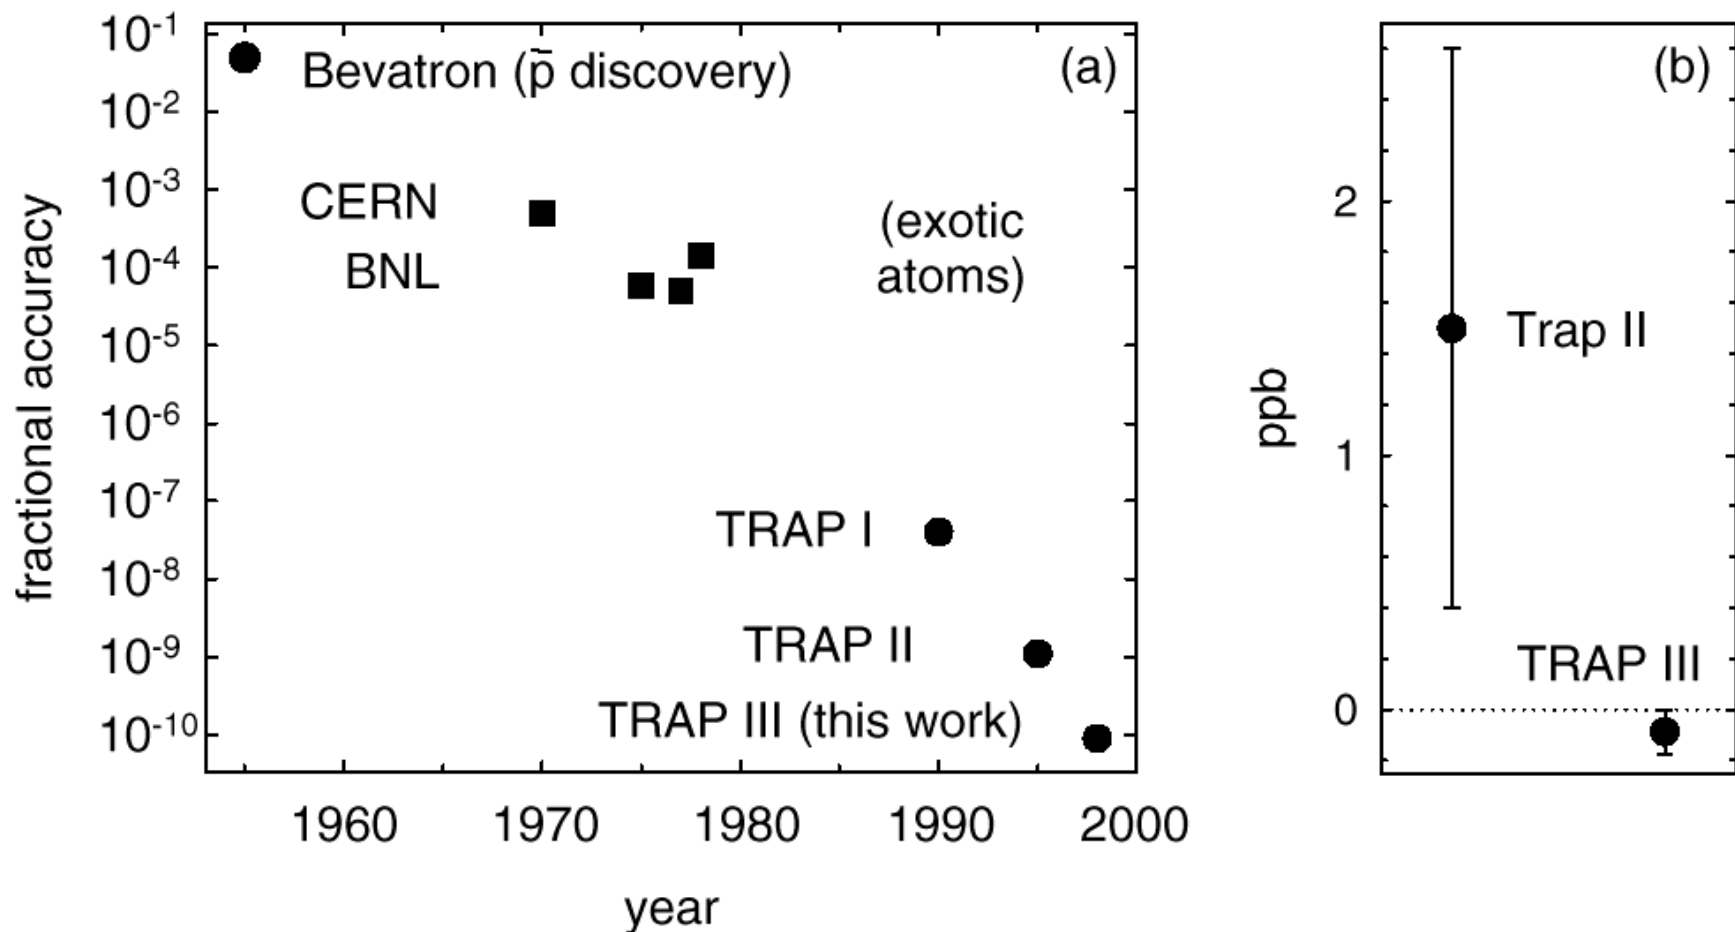 10-1
Bevatron (p̃ discovery)
(a)
10-2
10-3
CERN
(exotic
atoms)
10-4
BNL
10-5
10-6
10-7
TRAP I
10-8
TRAP II
10-9
TRAP III (this work)
10-10
fractional accuracy
1960 1970 1980 1990 2000
year
(b)
2
Trap II
1
ppb
TRAP III
0